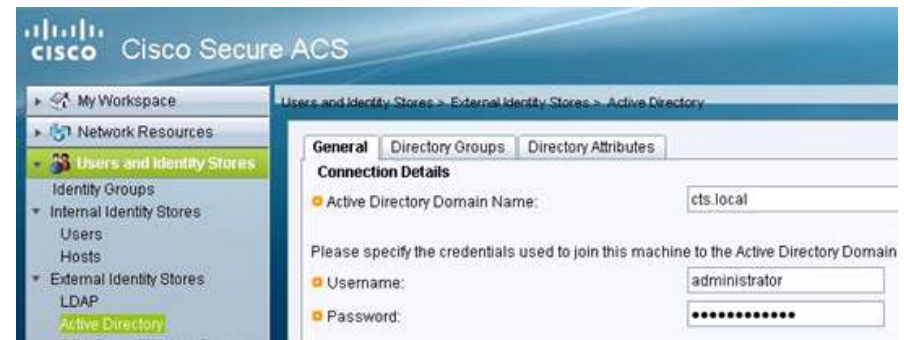 cisco Cisco Secure ACS
My Workspace
Network Resources
Users and Identity Stores
Identity Groups
Internal Identity Stores
Users
Hosts
External Identity Stores
LDAP
Active Directory
Users and Identity Stores > External Identity Stores > Active Directory
General Directory Groups Directory Attributes
Connection Details
Active Directory Domain Name: cts.local
Please specify the credentials used to join this machine to the Active Directory Domain
Username: administrator
Password: ••••••••••••